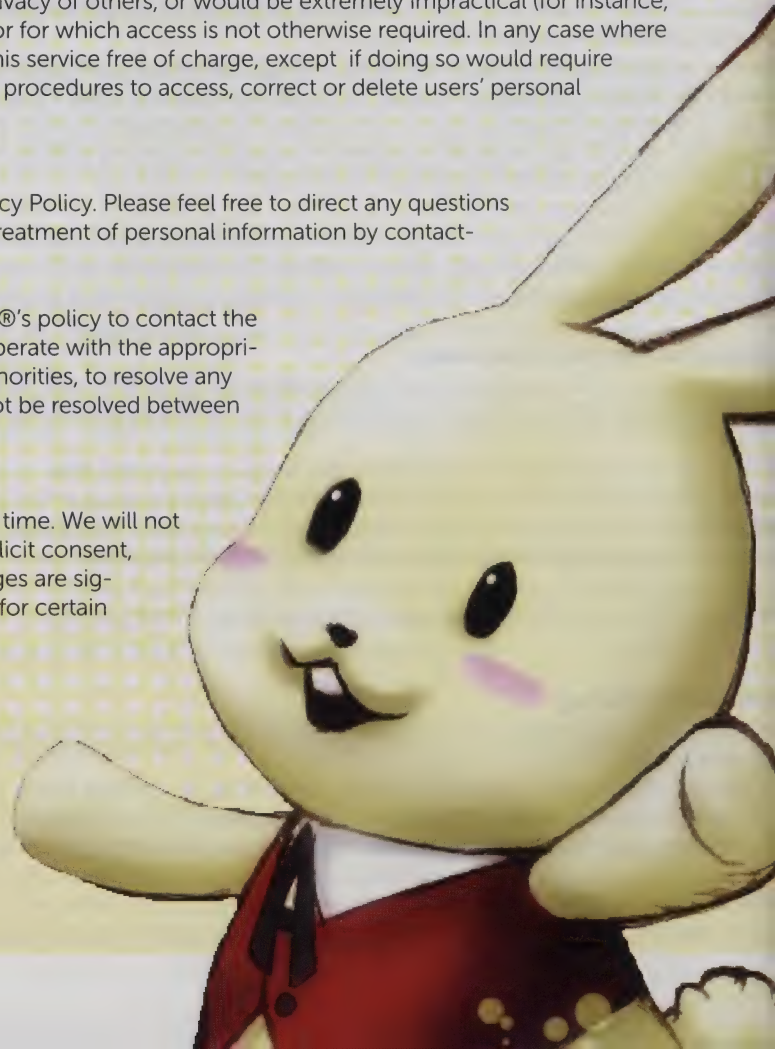 ivacy of others, or would be extremely impractical (for instance,
or for which access is not otherwise required. In any case where
his service free of charge, except if doing so would require
procedures to access, correct or delete users' personal
cy Policy. Please feel free to direct any questions
reatment of personal information by contact-
®'s policy to contact the
perate with the appropri-
horities, to resolve any
ot be resolved between
time. We will not
licit consent,
ges are sig-
for certain